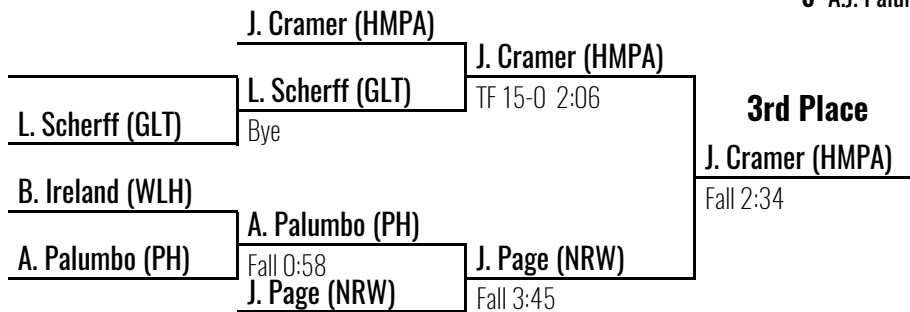 A.J. Palu
J. Cramer (HMPA)
J. Cramer (HMPA)
L. Scherff (GLT)
TF 15-0 2:06
3rd Place
L. Scherff (GLT)
Bye
J. Cramer (HMPA)
B. Ireland (WLH)
Fall 2:34
A. Palumbo (PH)
A. Palumbo (PH)
Fall 0:58
J. Page (NRW)
J. Page (NRW)
Fall 3:45